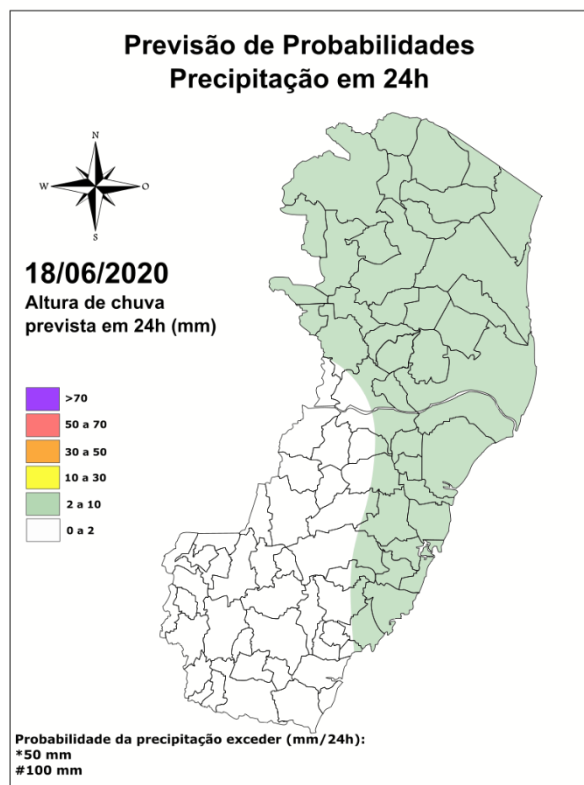 Previsão de Probabilidades
Precipitação em 24h
N
W
O
S
18/06/2020
Altura de chuva
prevista em 24h (mm)
>70
50 a 70
30 a 50
10 a 30
2 a 10
0 a 2
Probabilidade da precipitação exceder (mm/24h):
*50 mm
#100 mm